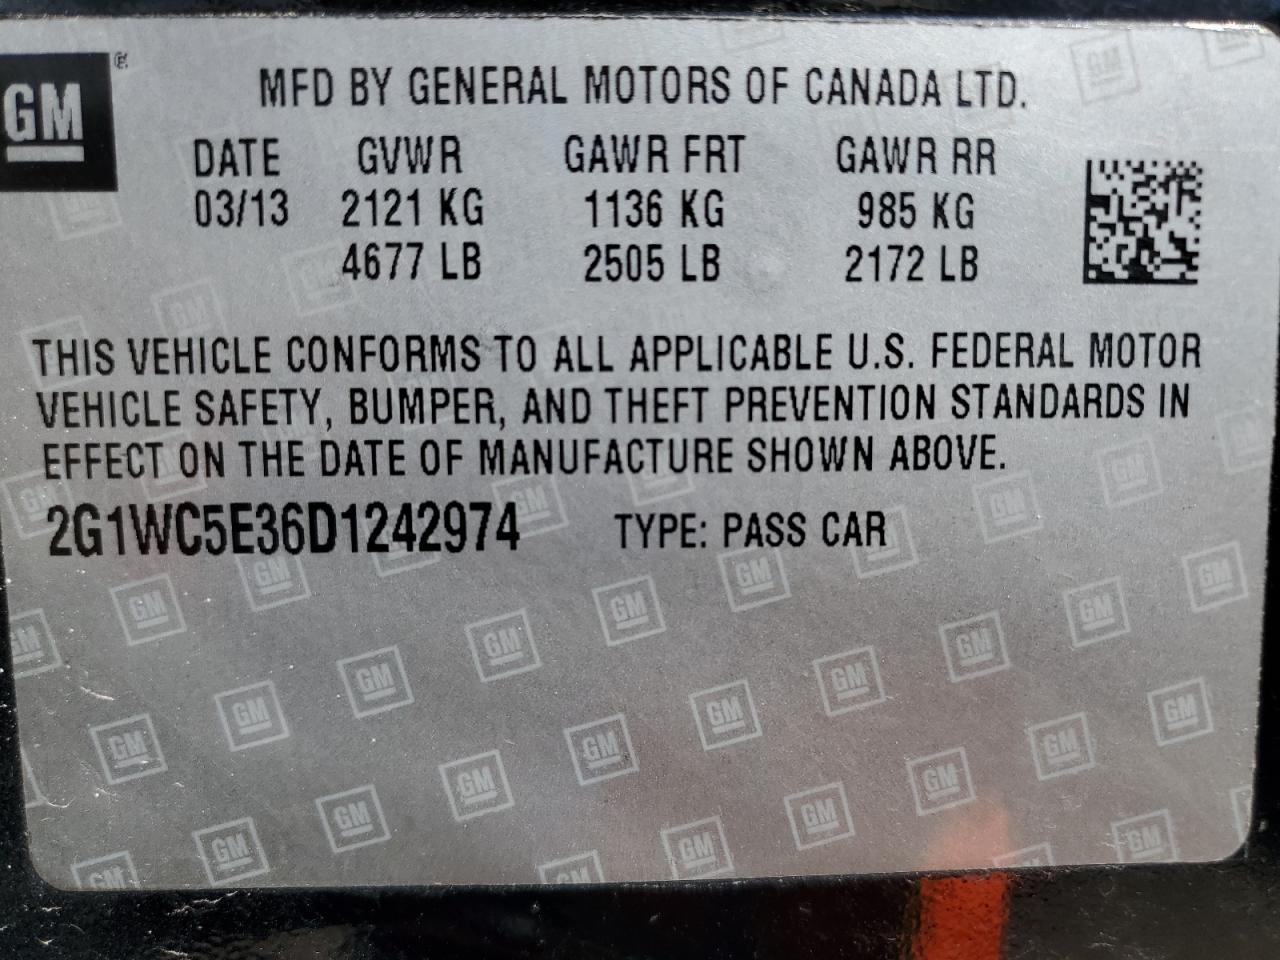 GM ®
MFD BY GENERAL MOTORS OF CANADA LTD.
DATE GVWR GAWR FRT GAWR RR
03/13 2121 KG 1136 KG 985 KG
4677 LB 2505 LB 2172 LB
THIS VEHICLE CONFORMS TO ALL APPLICABLE U.S. FEDERAL MOTOR
VEHICLE SAFETY, BUMPER, AND THEFT PREVENTION STANDARDS IN
EFFECT ON THE DATE OF MANUFACTURE SHOWN ABOVE.
2G1WC5E36D1242974 TYPE: PASS CAR